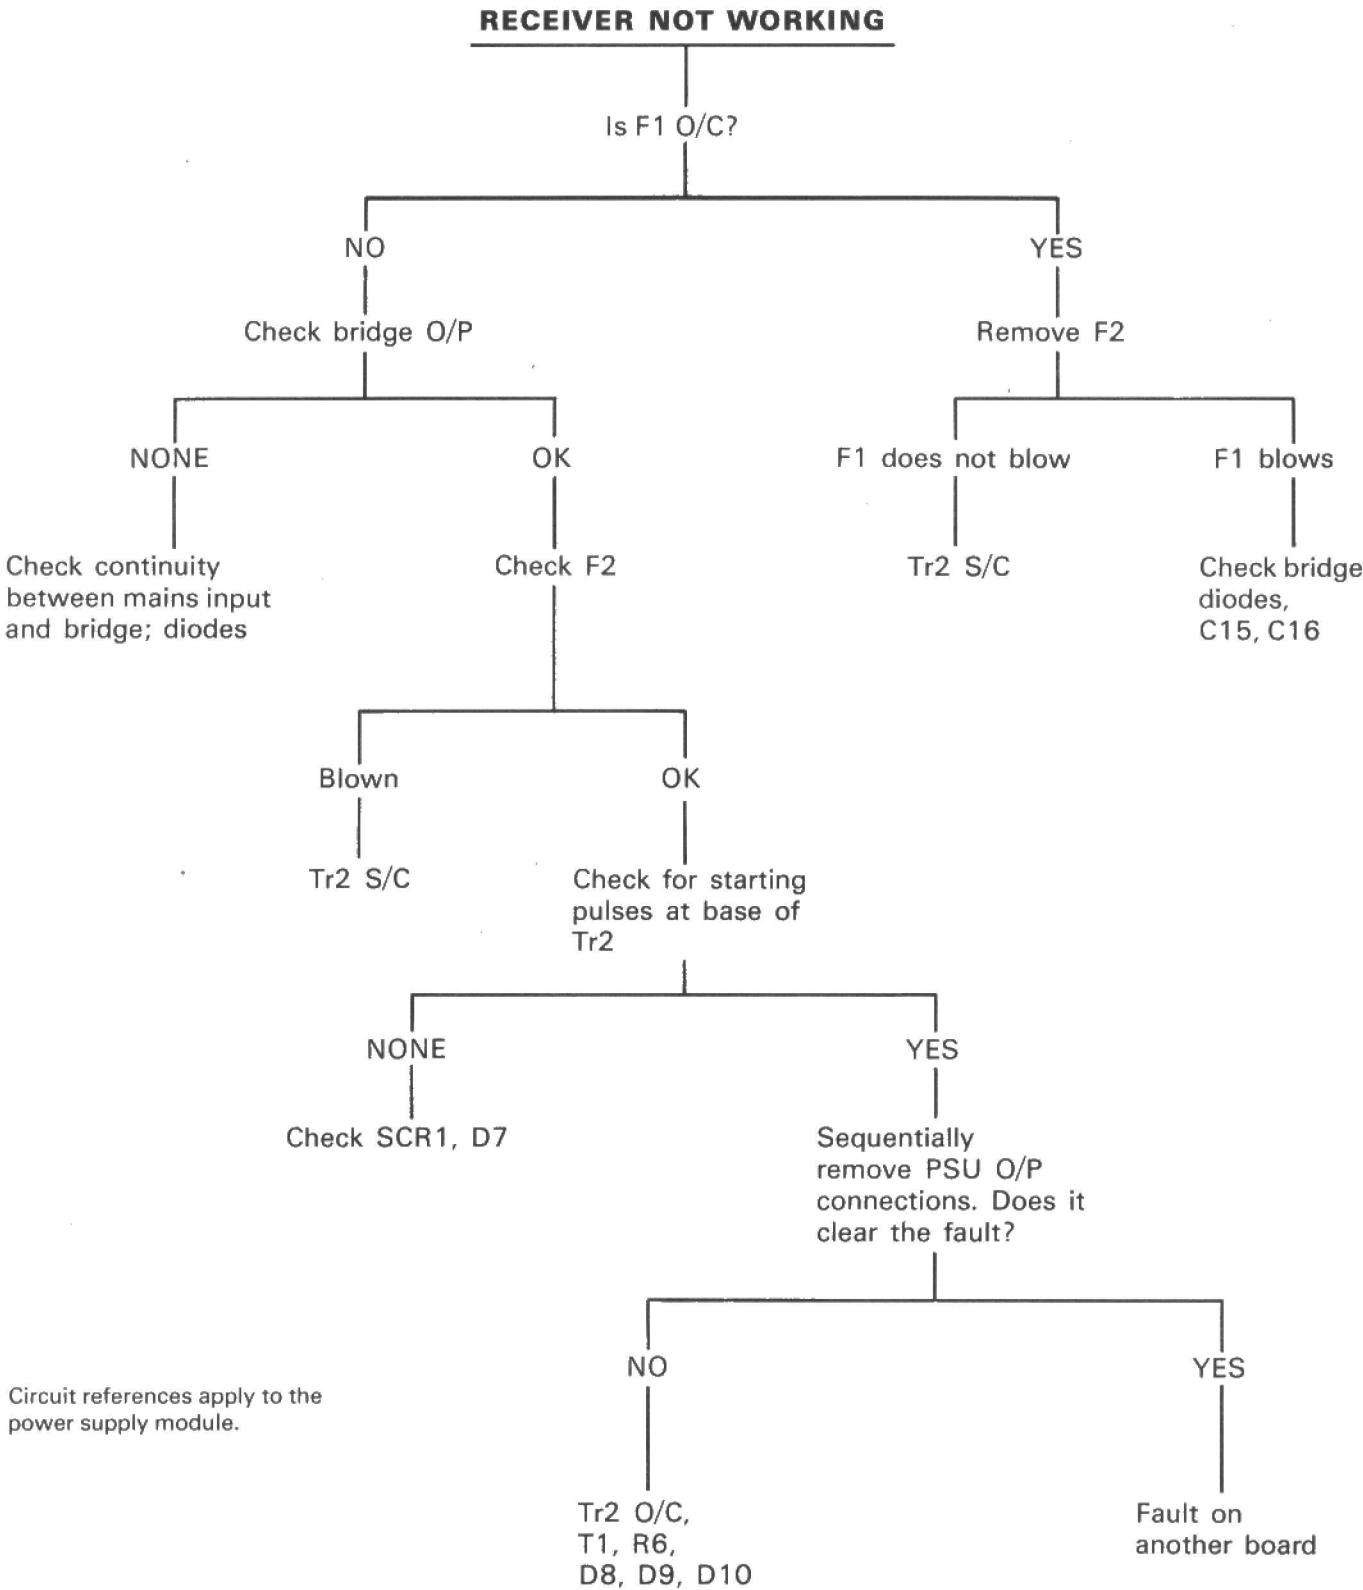 RECEIVER NOT WORKING
Is F1 O/C?
NO
YES
Check bridge O/P
Remove F2
NONE
OK
F1 does not blow
F1 blows
Check continuity
between mains input
and bridge; diodes
Check F2
Tr2 S/C
Check bridge
diodes,
C15, C16
Blown
OK
Tr2 S/C
Check for starting
pulses at base of
Tr2
NONE
YES
Check SCR1, D7
Sequentially
remove PSU O/P
connections. Does it
clear the fault?
NO
YES
Circuit references apply to the
power supply module.
Tr2 O/C,
T1, R6,
D8, D9, D10
Fault on
another board